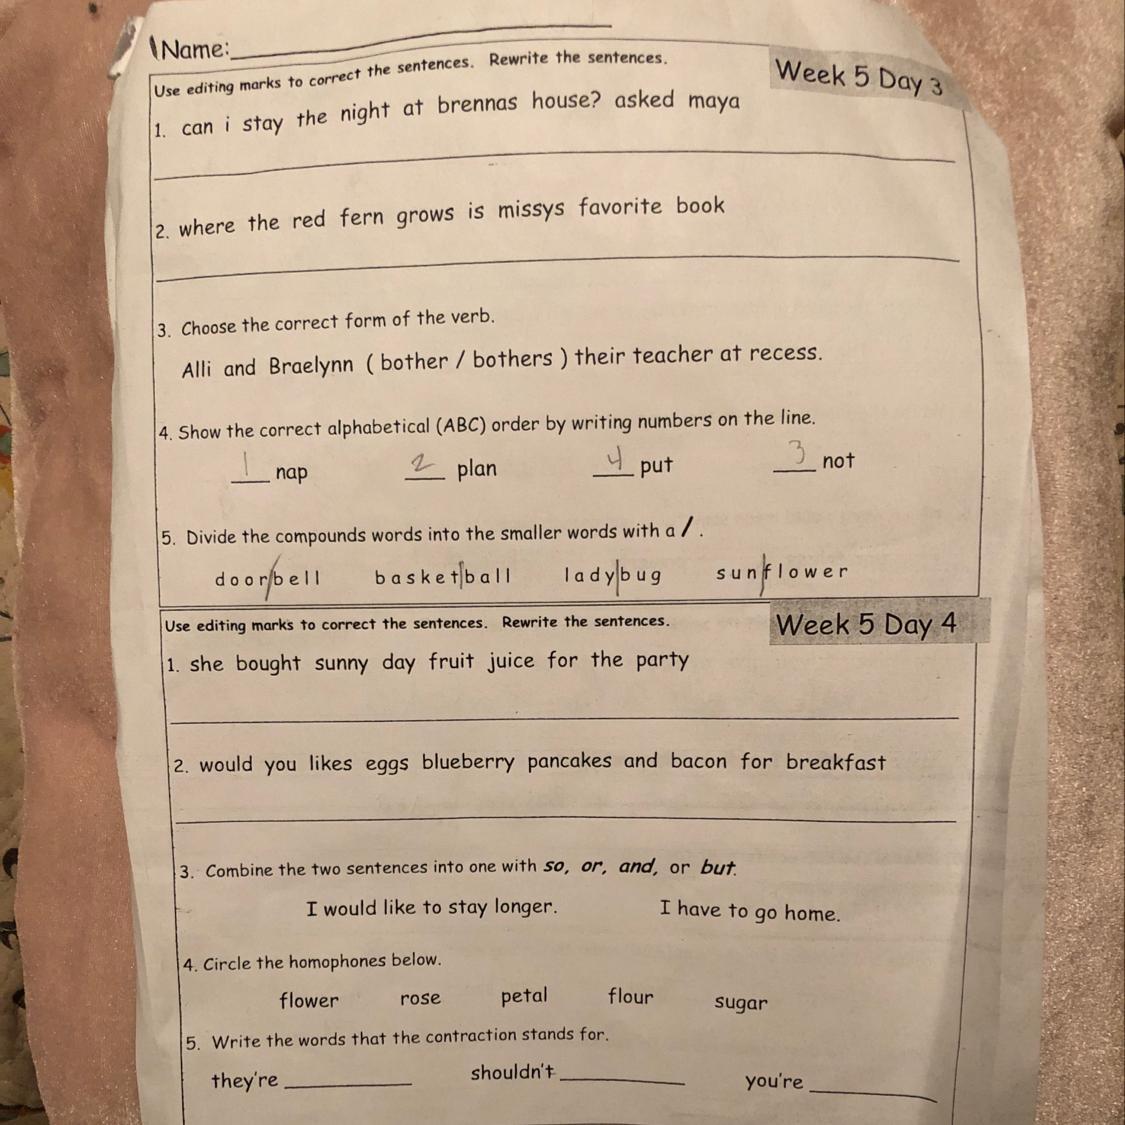 Name:
Use editing marks to correct the sentences. Rewrite the sentences.
Week 5 Day 3
1. can i stay the night at brennas house? asked maya
2. where the red fern grows is missys favorite book
3. Choose the correct form of the verb.
Alli and Braelynn ( bother / bothers ) their teacher at recess.
4. Show the correct alphabetical (ABC) order by writing numbers on the line.
1 nap 2 plan 4 put 3 not
5. Divide the compounds words into the smaller words with a / .
door/bell basket/ball lady/bug sun/flower
Use editing marks to correct the sentences. Rewrite the sentences.
Week 5 Day 4
1. she bought sunny day fruit juice for the party
2. would you likes eggs blueberry pancakes and bacon for breakfast
3. Combine the two sentences into one with so, or, and, or but.
I would like to stay longer. I have to go home.
4. Circle the homophones below.
flower rose petal flour sugar
5. Write the words that the contraction stands for.
they're shouldn't you're